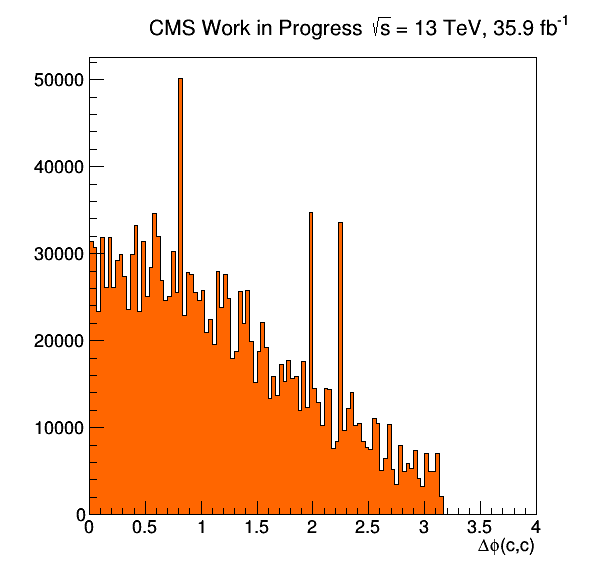 CMS Work in Progress √s = 13 TeV, 35.9 fb⁻¹
50000
40000
30000
20000
10000
0
0 0.5 1 1.5 2 2.5 3 3.5 4
Δϕ(c,c)